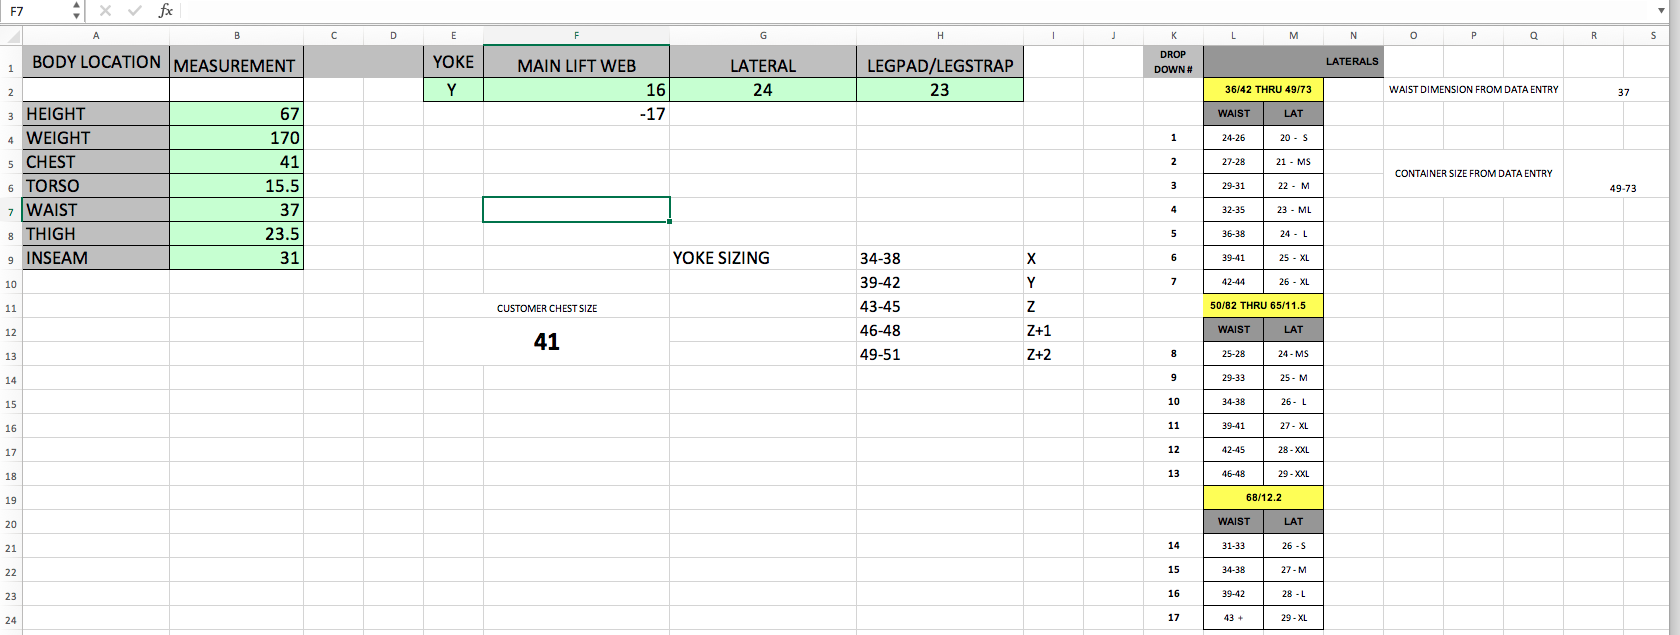 F7 fx
A B C D E F G H I J K L M N O P Q R S
1 BODY LOCATION MEASUREMENT YOKE MAIN LIFT WEB LATERAL LEGPAD/LEGSTRAP DROP DOWN # LATERALS
2 Y 16 24 23 36/42 THRU 49/73 WAIST DIMENSION FROM DATA ENTRY 37
3 HEIGHT 67 -17 WAIST LAT
4 WEIGHT 170 1 24-26 20 - S
5 CHEST 41 2 27-28 21 - MS
CONTAINER SIZE FROM DATA ENTRY
6 TORSO 15.5 3 29-31 22 - M 49-73
7 WAIST 37 4 32-35 23 - ML
8 THIGH 23.5 5 36-38 24 - L
9 INSEAM 31 YOKE SIZING 34-38 X 6 39-41 25 - XL
10 39-42 Y 7 42-44 26 - XL
11 CUSTOMER CHEST SIZE 43-45 Z 50/82 THRU 65/11.5
12 41 46-48 Z+1 WAIST LAT
13 49-51 Z+2 8 25-28 24 - MS
14 9 29-33 25 - M
15 10 34-38 26 - L
16 11 39-41 27 - XL
17 12 42-45 28 - XXL
18 13 46-48 29 - XXL
19 68/12.2
20 WAIST LAT
21 14 31-33 26 - S
22 15 34-38 27 - M
23 16 39-42 28 - L
24 17 43 + 29 - XL